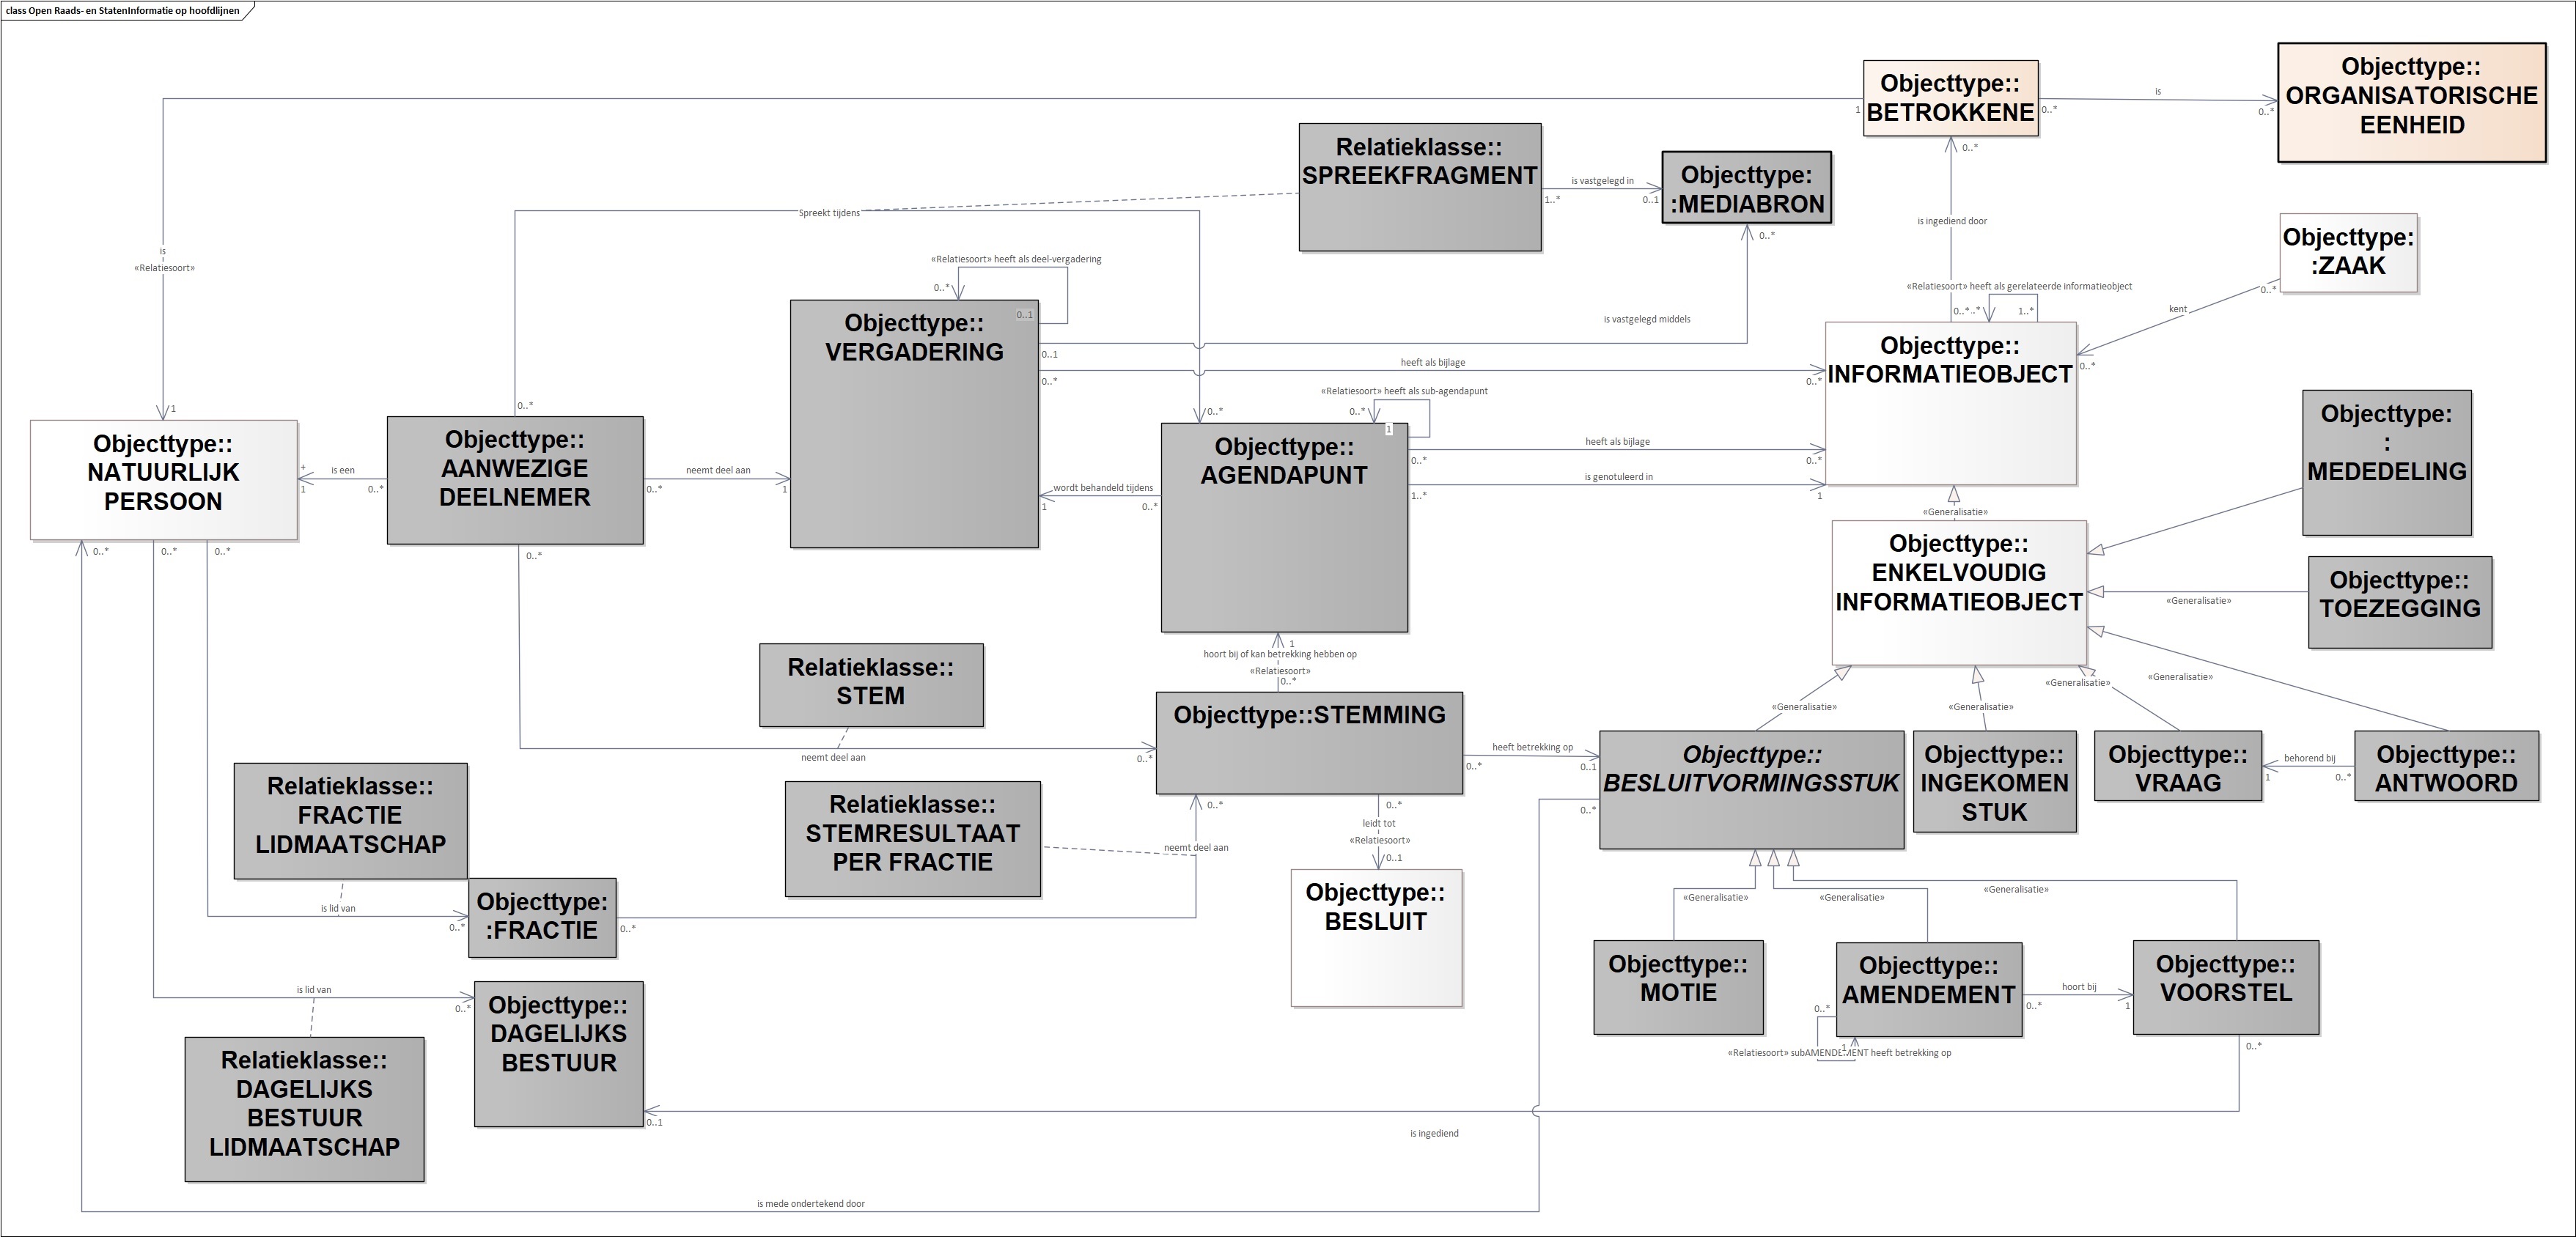 class Open Raads- en StatenInformatie op hoofdlijnen
Objecttype::
BETROKKENE
Objecttype::
ORGANISATORISCHE
EENHEID
is
0..*
0..*
1
Relatieklasse::
SPREEKFRAGMENT
is vastgelegd in
1..*
0..1
Objecttype:
:MEDIABRON
0..*
0..*
is ingediend door
Spreekt tijdens
Objecttype:
:ZAAK
0..*
kent
is
«Relatiesoort»
1
«Relatiesoort» heeft als deel-vergadering
0..*
0..1
Objecttype::
VERGADERING
is vastgelegd middels
0..1
heeft als bijlage
0..*
0..*
«Relatiesoort» heeft als gerelateerde informatieobject
0..*
..*
1..*
Objecttype::
INFORMATIEOBJECT
0..*
«Relatiesoort» heeft als sub-agendapunt
0..*
1
0..*
0..*
Objecttype::
AGENDAPUNT
heeft als bijlage
0..*
0..*
is genotuleerd in
1..*
1
Objecttype::
NATUURLIJK
PERSOON
+
1
is een
0..*
Objecttype::
AANWEZIGE
DEELNEMER
neemt deel aan
0..*
1
wordt behandeld tijdens
1
0..*
Objecttype:
:
MEDEDELING
«Generalisatie»
Objecttype::
ENKELVOUDIG
INFORMATIEOBJECT
Objecttype::
TOEZEGGING
«Generalisatie»
0..*
0..*
0..*
0..*
1
hoort bij of kan betrekking hebben op
«Relatiesoort»
0..*
Relatieklasse::
STEM
neemt deel aan
0..*
Objecttype::STEMMING
heeft betrekking op
0..*
0..1
«Generalisatie»
«Generalisatie»
«Generalisatie»
«Generalisatie»
Objecttype::
BESLUITVORMINGSSTUK
0..*
Objecttype::
INGEKOMEN
STUK
Objecttype::
VRAAG
behorend bij
1
0..*
Objecttype::
ANTWOORD
Relatieklasse::
FRACTIE
LIDMAATSCHAP
Relatieklasse::
STEMRESULTAAT
PER FRACTIE
neemt deel aan
0..*
0..*
leidt tot
«Relatiesoort»
0..1
Objecttype::
BESLUIT
is lid van
0..*
Objecttype:
:FRACTIE
0..*
«Generalisatie»
«Generalisatie»
«Generalisatie»
Objecttype::
MOTIE
Objecttype::
AMENDEMENT
hoort bij
0..*
1
Objecttype::
VOORSTEL
0..*
0..*
1
«Relatiesoort» subAMENDEMENT heeft betrekking op
is lid van
0..*
Objecttype::
DAGELIJKS
BESTUUR
0..1
Relatieklasse::
DAGELIJKS
BESTUUR
LIDMAATSCHAP
is ingediend
is mede ondertekend door